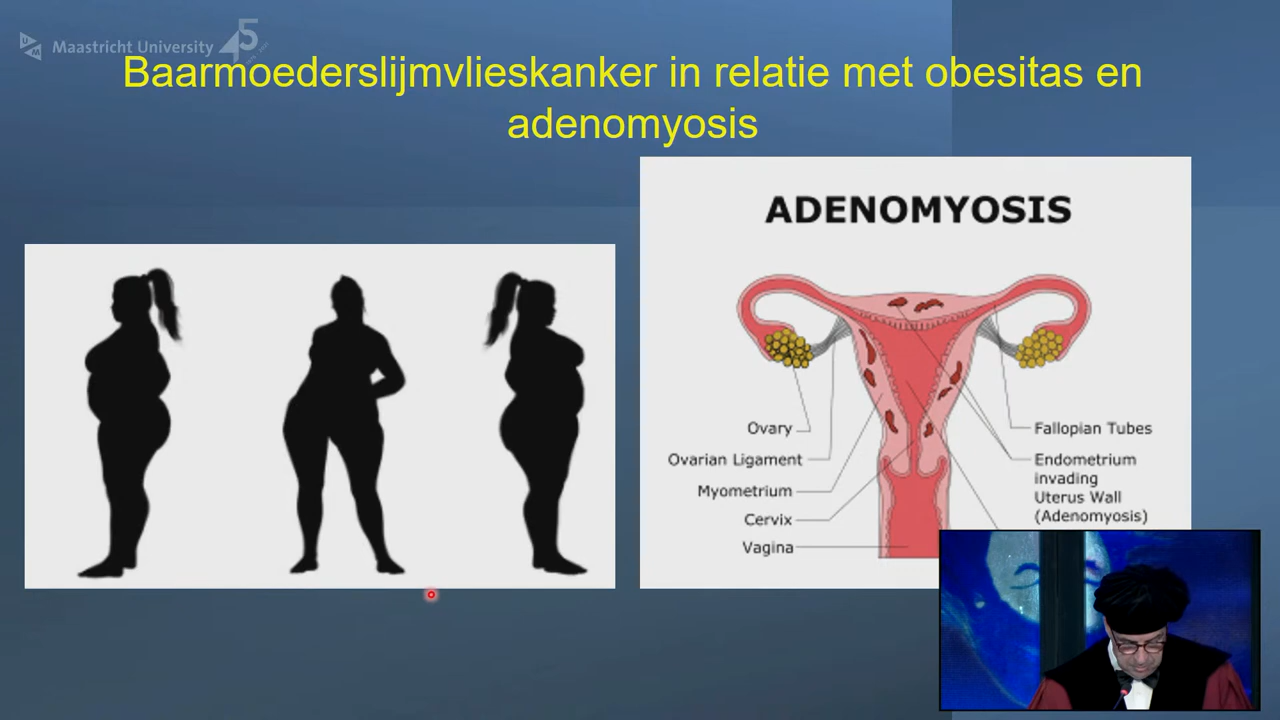 Maastricht University 45
Baarmoederslijmvlieskanker in relatie met obesitas en
adenomyosis
ADENOMYOSIS
Ovary
Ovarian Ligament
Myometrium
Cervix
Vagina
Fallopian Tubes
Endometrium
invading
Uterus Wall
(Adenomyosis)